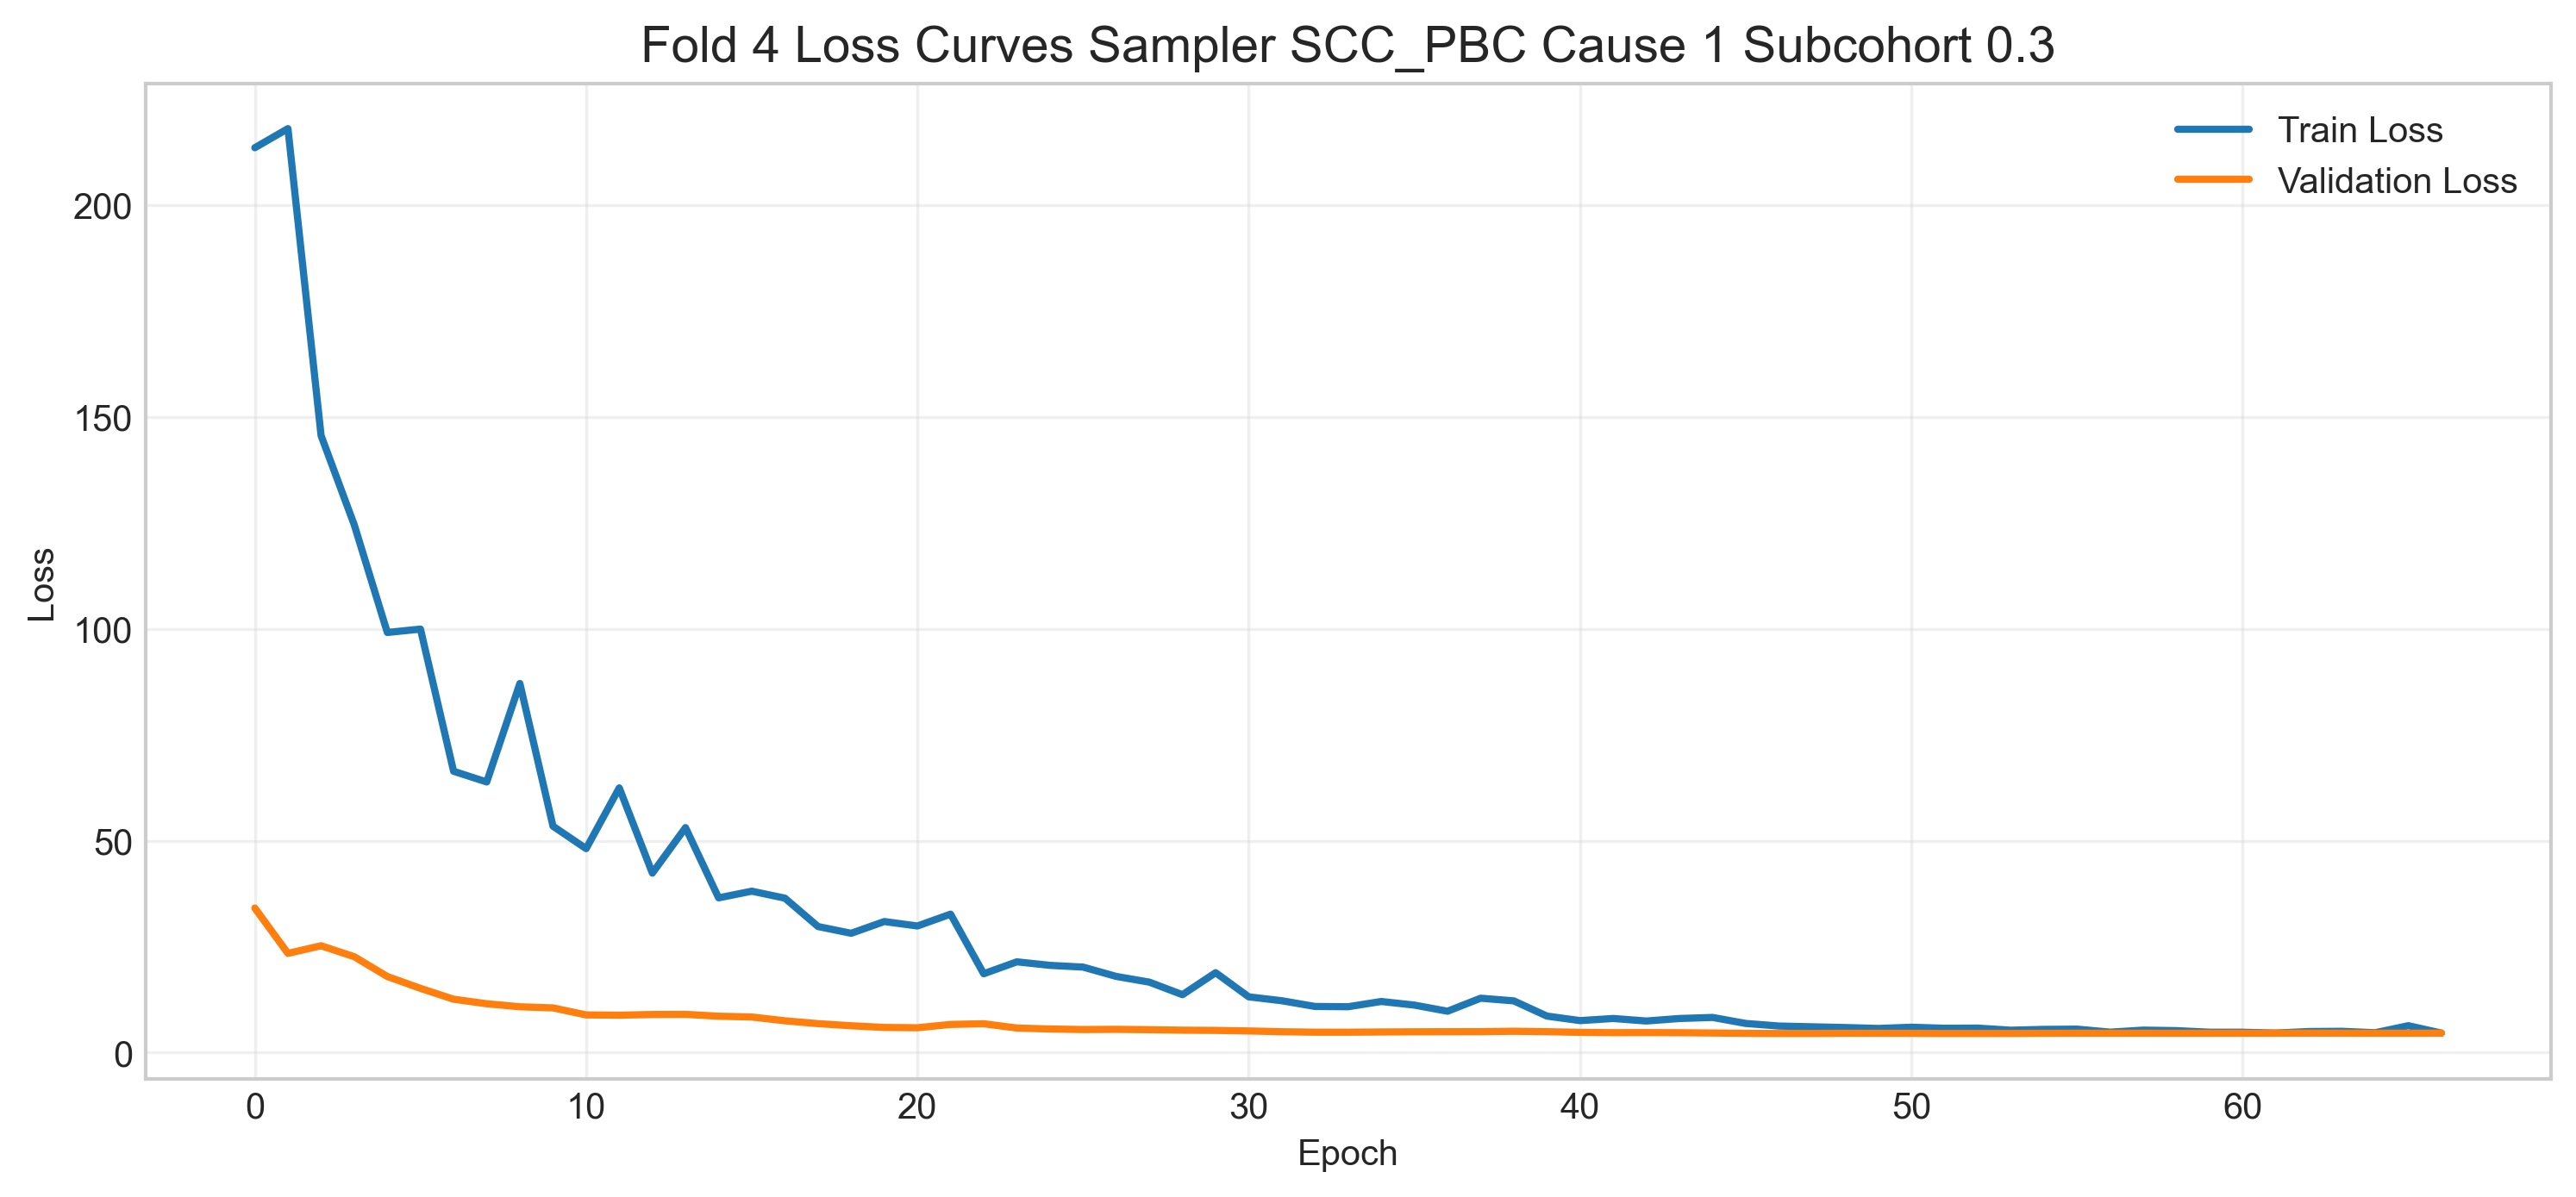 Fold 4 Loss Curves Sampler SCC_PBC Cause 1 Subcohort 0.3
Train Loss
Validation Loss
200
150
100
50
0
Loss
0 10 20 30 40 50 60
Epoch